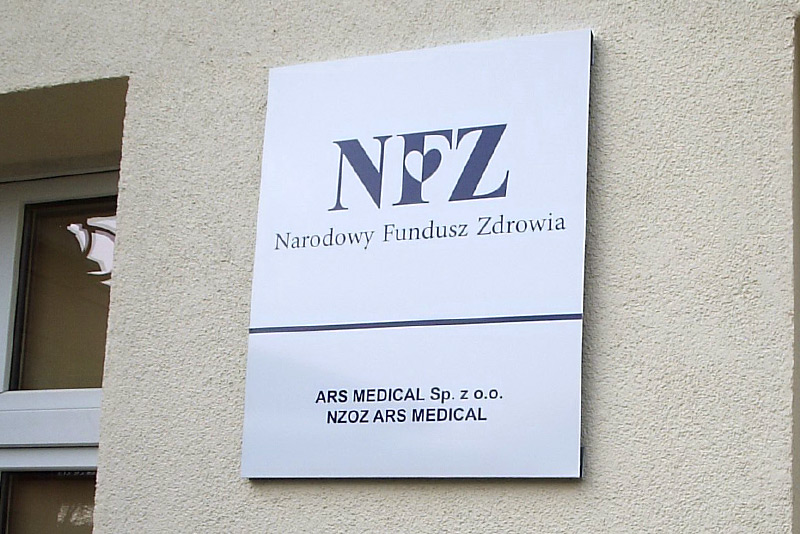 NFZ
Narodowy Fundusz Zdrowia
ARS MEDICAL Sp. z o.o.
NZOZ ARS MEDICAL